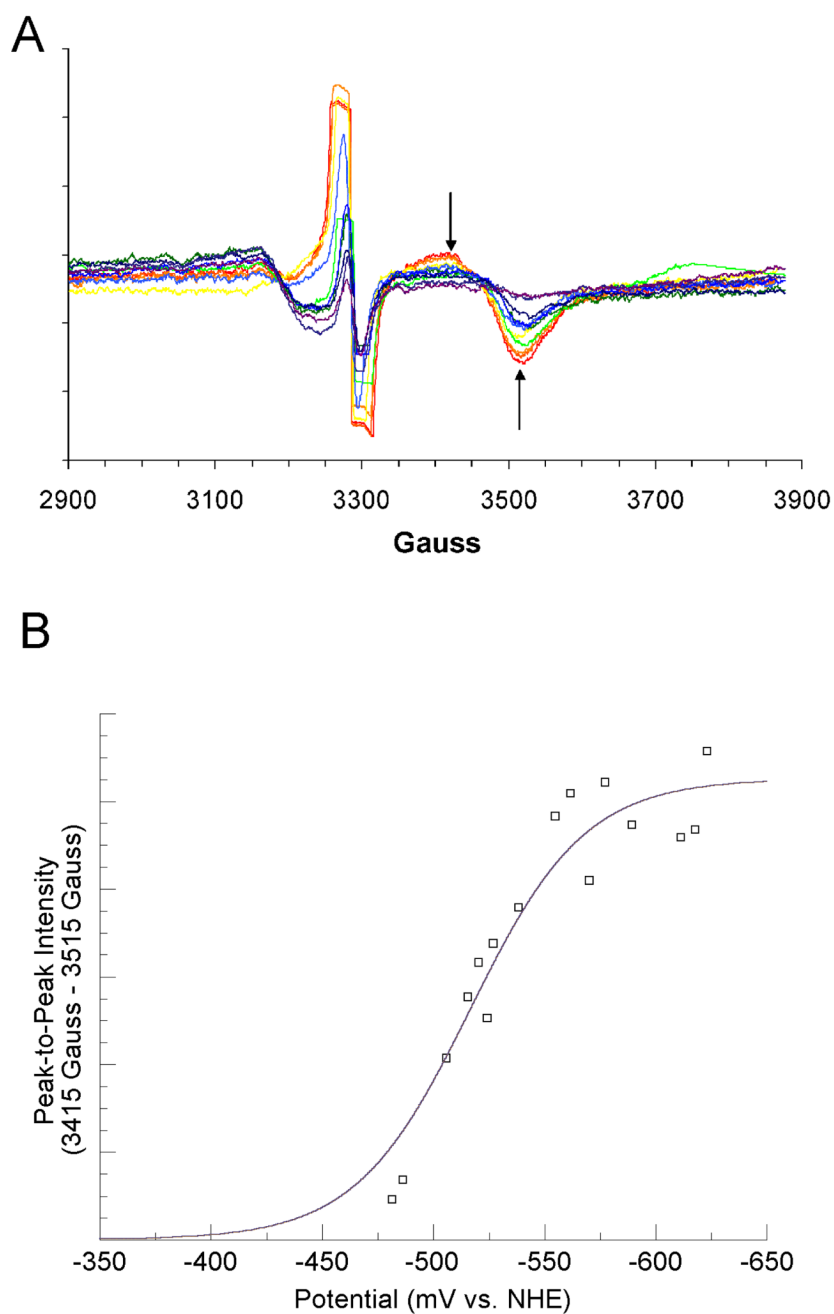 A
2900 3100 3300 3500 3700 3900
Gauss
B
Peak-to-Peak Intensity
(3415 Gauss - 3515 Gauss)
-350 -400 -450 -500 -550 -600 -650
Potential (mV vs. NHE)